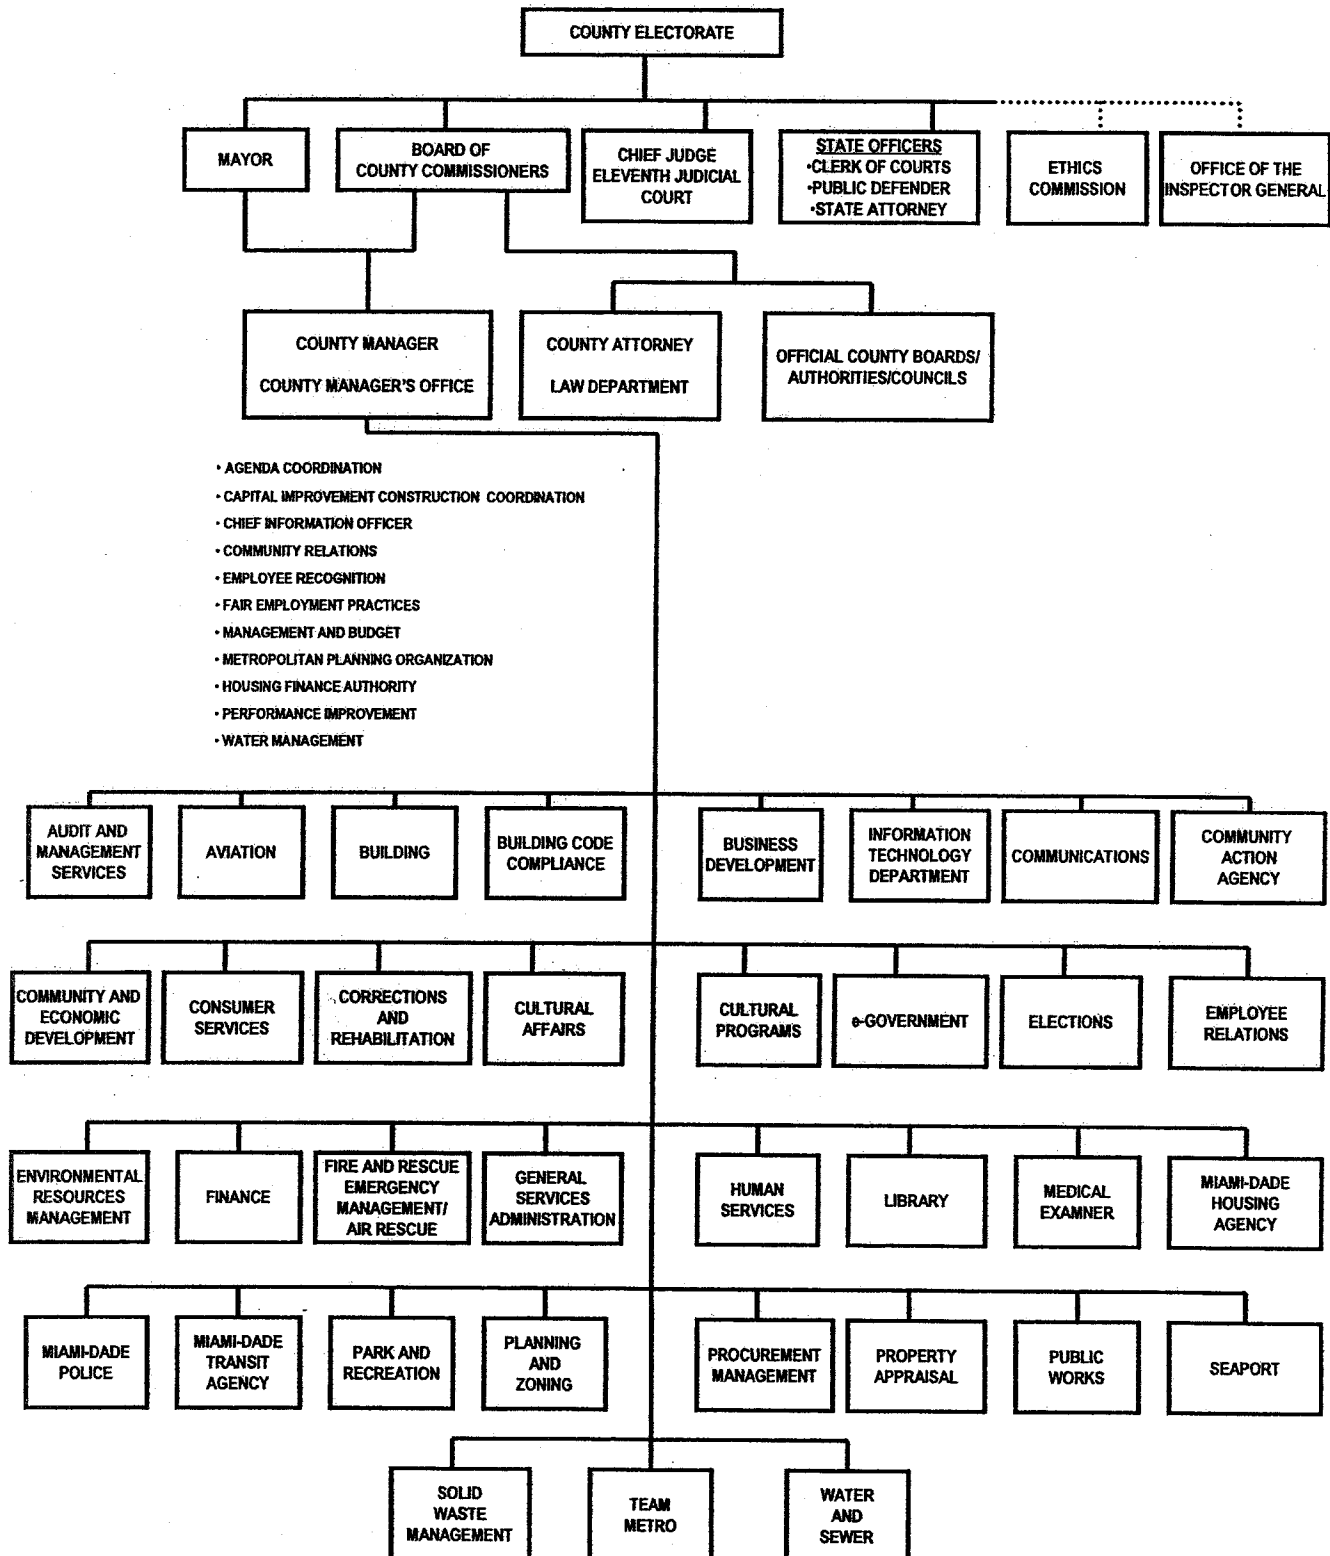 COUNTY ELECTORATE
MAYOR
BOARD OF
COUNTY COMMISSIONERS
CHIEF JUDGE
ELEVENTH JUDICIAL
COURT
STATE OFFICERS
•CLERK OF COURTS
•PUBLIC DEFENDER
•STATE ATTORNEY
ETHICS
COMMISSION
OFFICE OF THE
INSPECTOR GENERAL
COUNTY MANAGER
COUNTY MANAGER'S OFFICE
COUNTY ATTORNEY
LAW DEPARTMENT
OFFICIAL COUNTY BOARDS/
AUTHORITIES/COUNCILS
• AGENDA COORDINATION
• CAPITAL IMPROVEMENT CONSTRUCTION COORDINATION
• CHIEF INFORMATION OFFICER
• COMMUNITY RELATIONS
• EMPLOYEE RECOGNITION
• FAIR EMPLOYMENT PRACTICES
• MANAGEMENT AND BUDGET
• METROPOLITAN PLANNING ORGANIZATION
• HOUSING FINANCE AUTHORITY
• PERFORMANCE IMPROVEMENT
• WATER MANAGEMENT
AUDIT AND
MANAGEMENT
SERVICES
AVIATION
BUILDING
BUILDING CODE
COMPLIANCE
BUSINESS
DEVELOPMENT
INFORMATION
TECHNOLOGY
DEPARTMENT
COMMUNICATIONS
COMMUNITY
ACTION
AGENCY
COMMUNITY AND
ECONOMIC
DEVELOPMENT
CONSUMER
SERVICES
CORRECTIONS
AND
REHABILITATION
CULTURAL
AFFAIRS
CULTURAL
PROGRAMS
e-GOVERNMENT
ELECTIONS
EMPLOYEE
RELATIONS
ENVIRONMENTAL
RESOURCES
MANAGEMENT
FINANCE
FIRE AND RESCUE
EMERGENCY
MANAGEMENT/
AIR RESCUE
GENERAL
SERVICES
ADMINISTRATION
HUMAN
SERVICES
LIBRARY
MEDICAL
EXAMNER
MIAMI-DADE
HOUSING
AGENCY
MIAMI-DADE
POLICE
MIAMI-DADE
TRANSIT
AGENCY
PARK AND
RECREATION
PLANNING
AND
ZONING
PROCUREMENT
MANAGEMENT
PROPERTY
APPRAISAL
PUBLIC
WORKS
SEAPORT
SOLID
WASTE
MANAGEMENT
TEAM
METRO
WATER
AND
SEWER